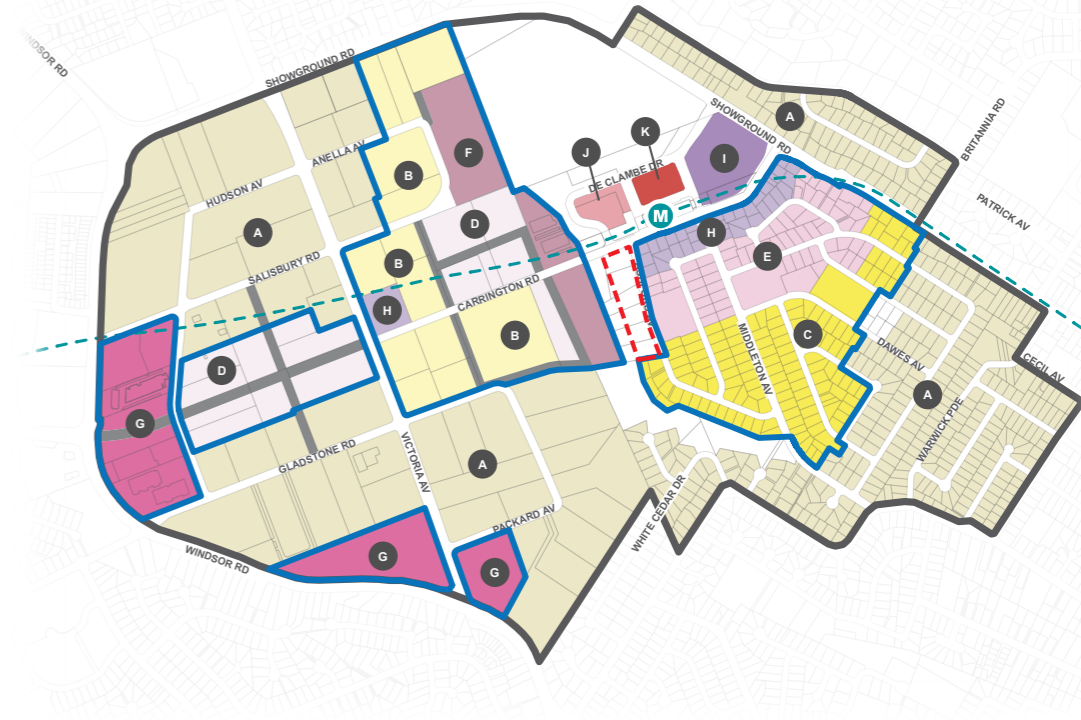 SHOWGROUND RD
ANELLA AV
HUDSON AV
SALISBURY RD
CARRINGTON RD
GLADSTONE RD
VICTORIA AV
PACKARD AV
WINDSOR RD
WHITE CEDAR DR
DE CLAMBE DR
SHOWGROUND RD
BRITANNIA RD
PATRICK AV
MIDDLETON AV
DAWES AV
WARWICK PDE
CECIL AV
A
K
J
I
F
B
M
D
H
A
E
B
H
B
C
D
A
G
A
G
G